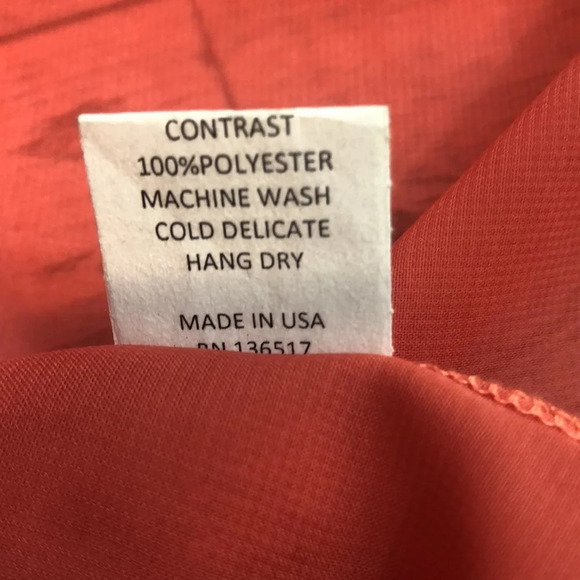 CONTRAST
100%POLYESTER
MACHINE WASH
COLD DELICATE
HANG DRY
MADE IN USA
RN 136517